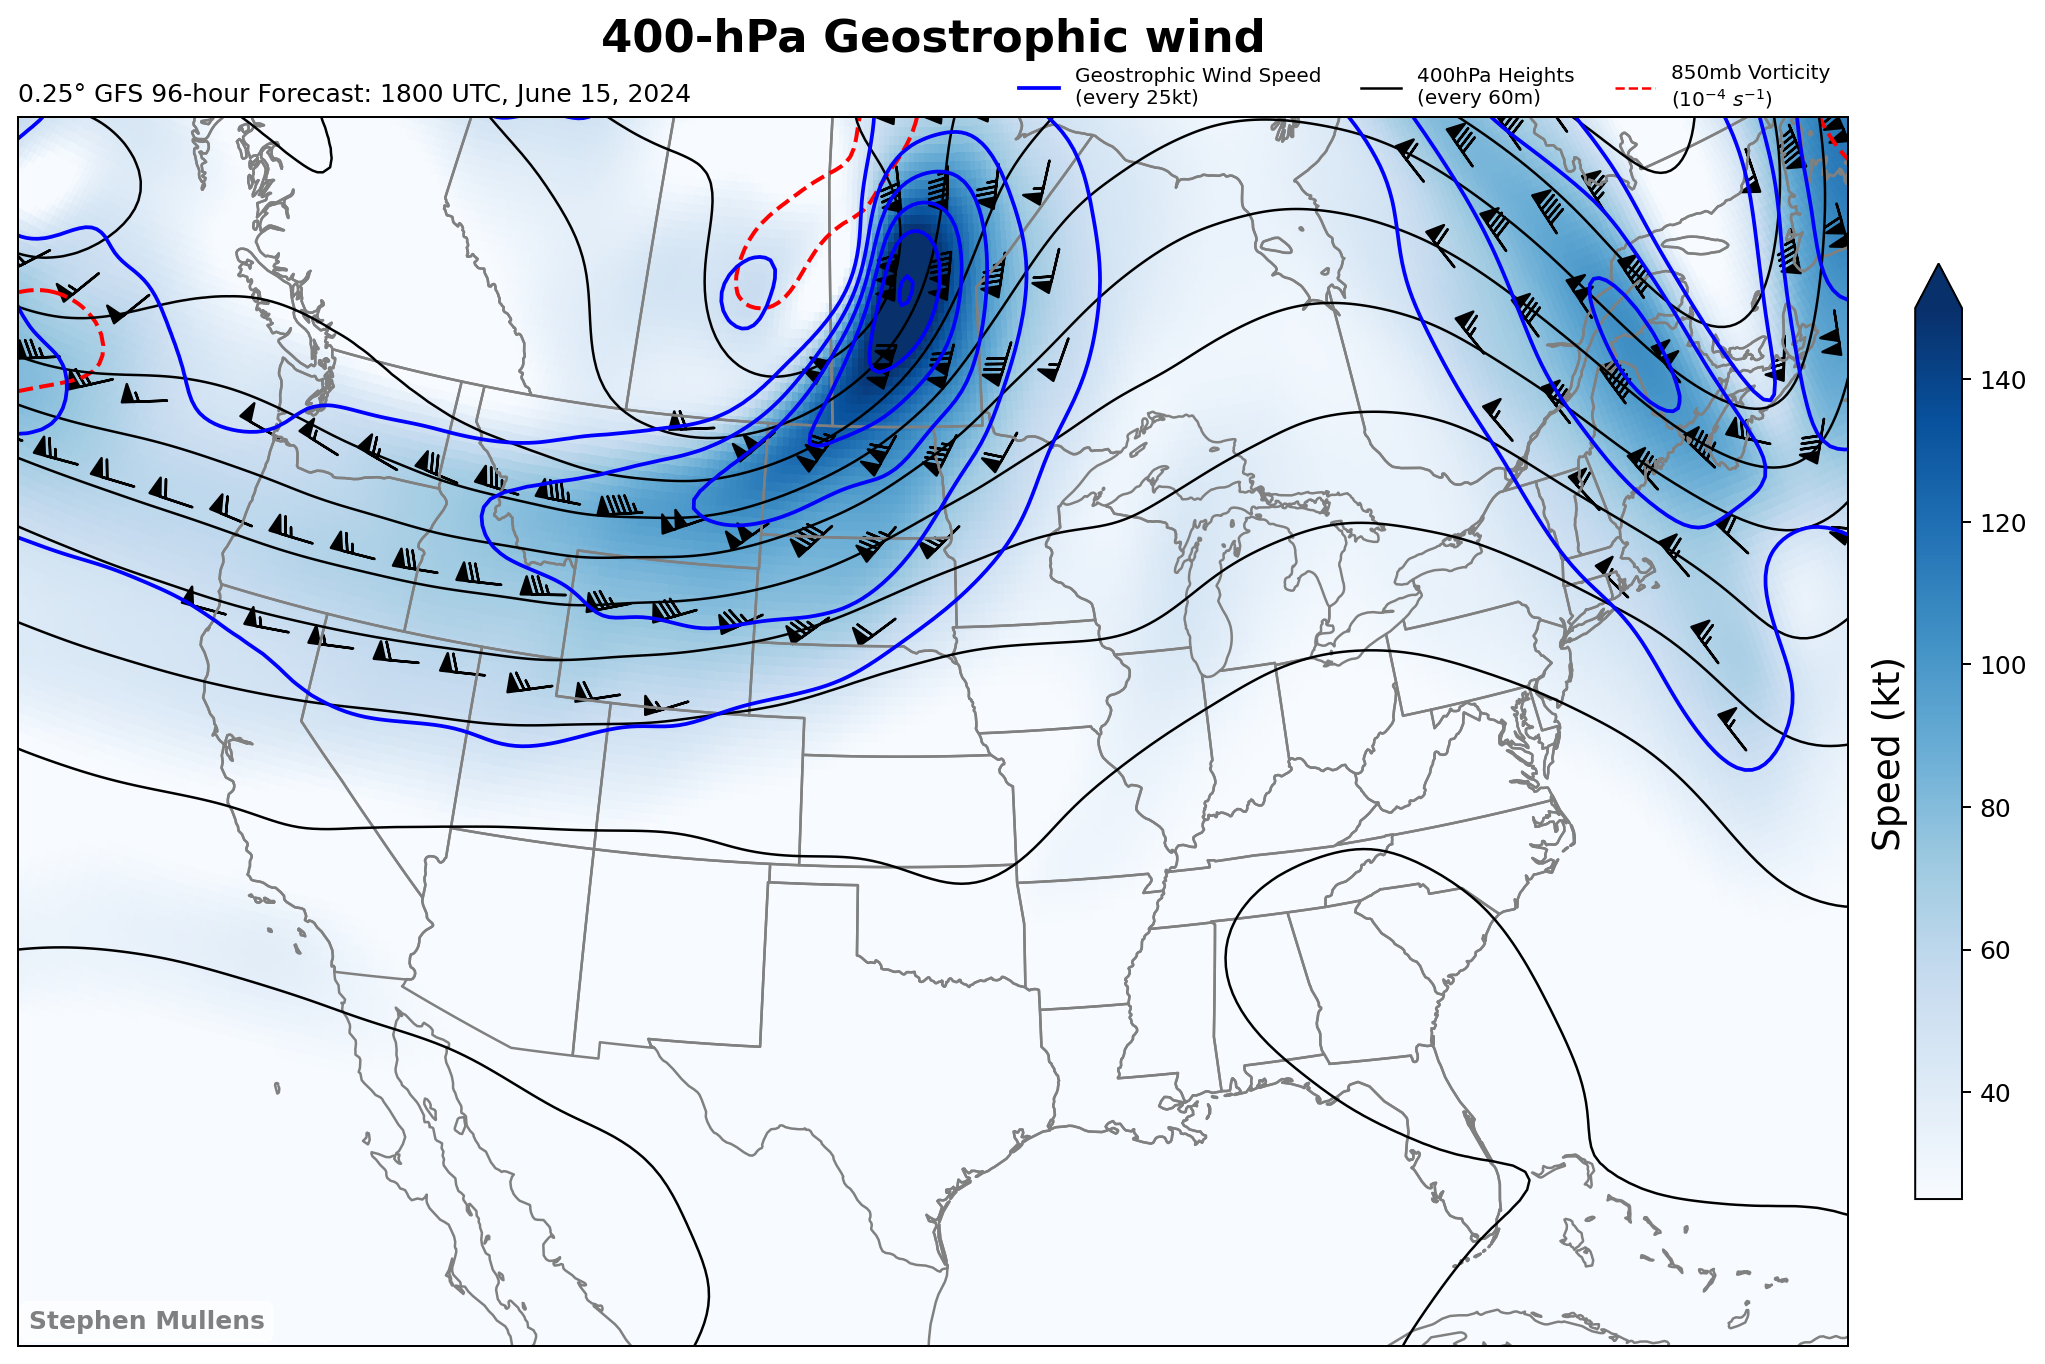 400-hPa Geostrophic wind
0.25° GFS 96-hour Forecast: 1800 UTC, June 15, 2024
Geostrophic Wind Speed
(every 25kt)
400hPa Heights
(every 60m)
850mb Vorticity
(10⁻⁴ s⁻¹)
140
120
100
80
60
40
Speed (kt)
Stephen Mullens